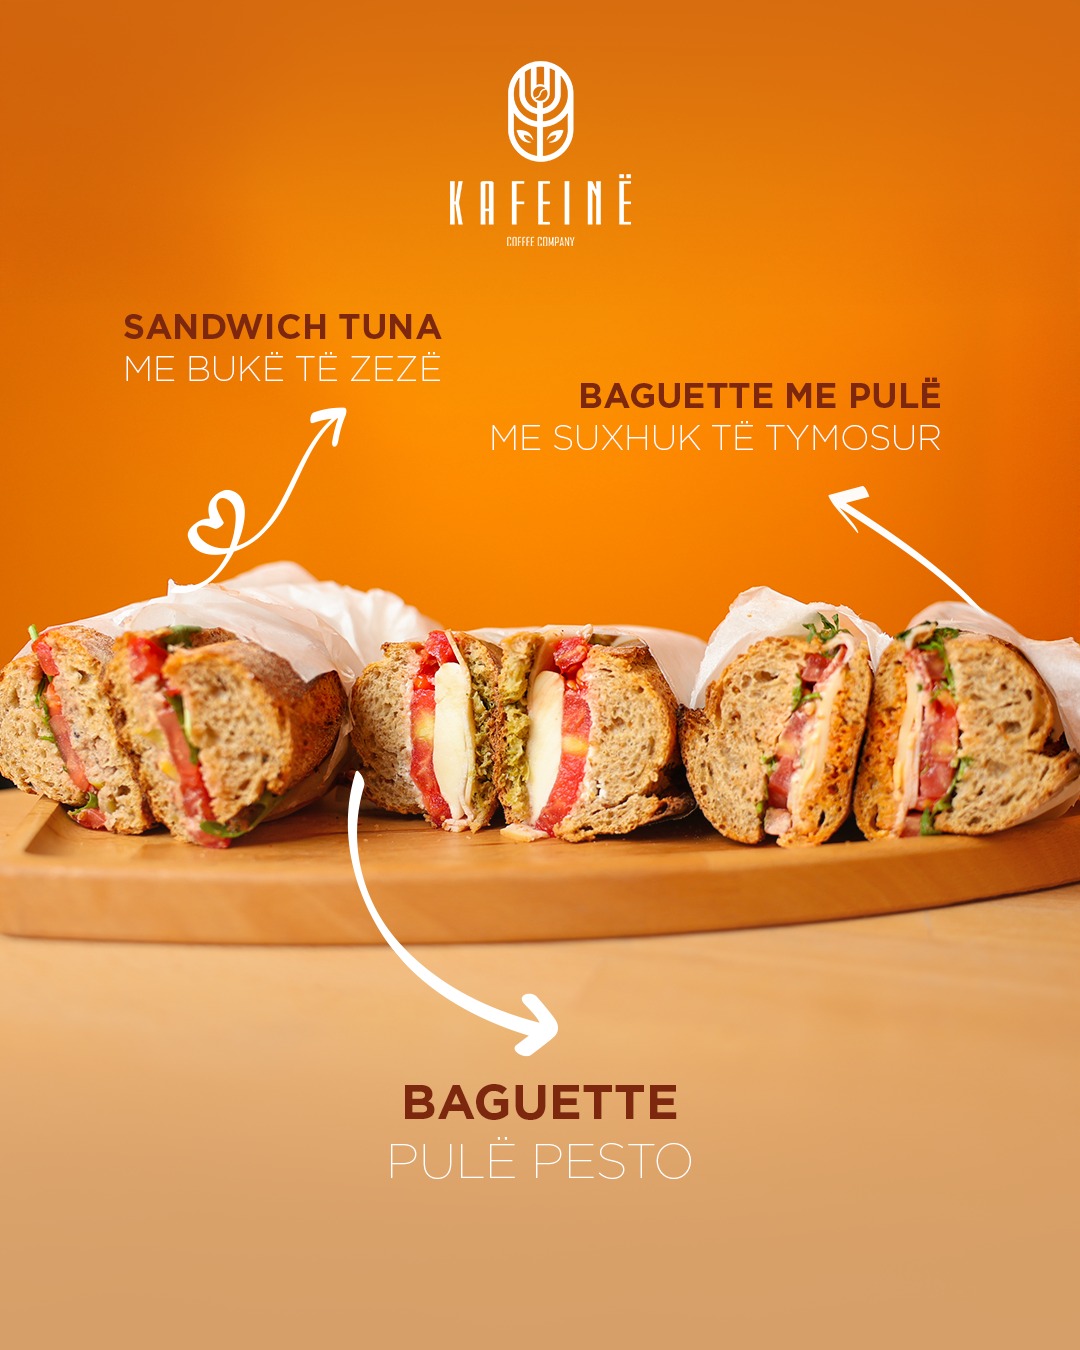 KAFEINË
COFFEE COMPANY
SANDWICH TUNA
ME BUKË TË ZEZË
BAGUETTE ME PULË
ME SUXHUK TË TYMOSUR
BAGUETTE
PULË PESTO